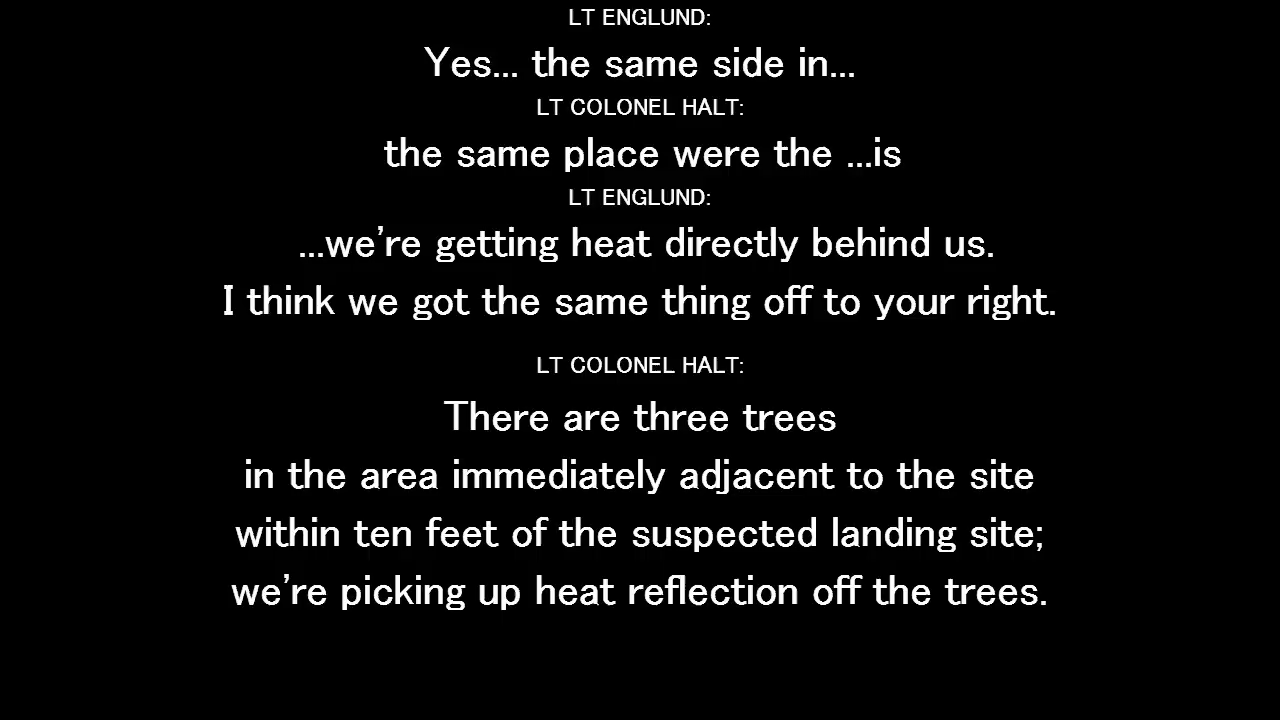 LT ENGLUND:
Yes... the same side in...
LT COLONEL HALT:
the same place were the ...is
LT ENGLUND:
...we’re getting heat directly behind us.
I think we got the same thing off to your right.
LT COLONEL HALT:
There are three trees
in the area immediately adjacent to the site
within ten feet of the suspected landing site;
we’re picking up heat reflection off the trees.